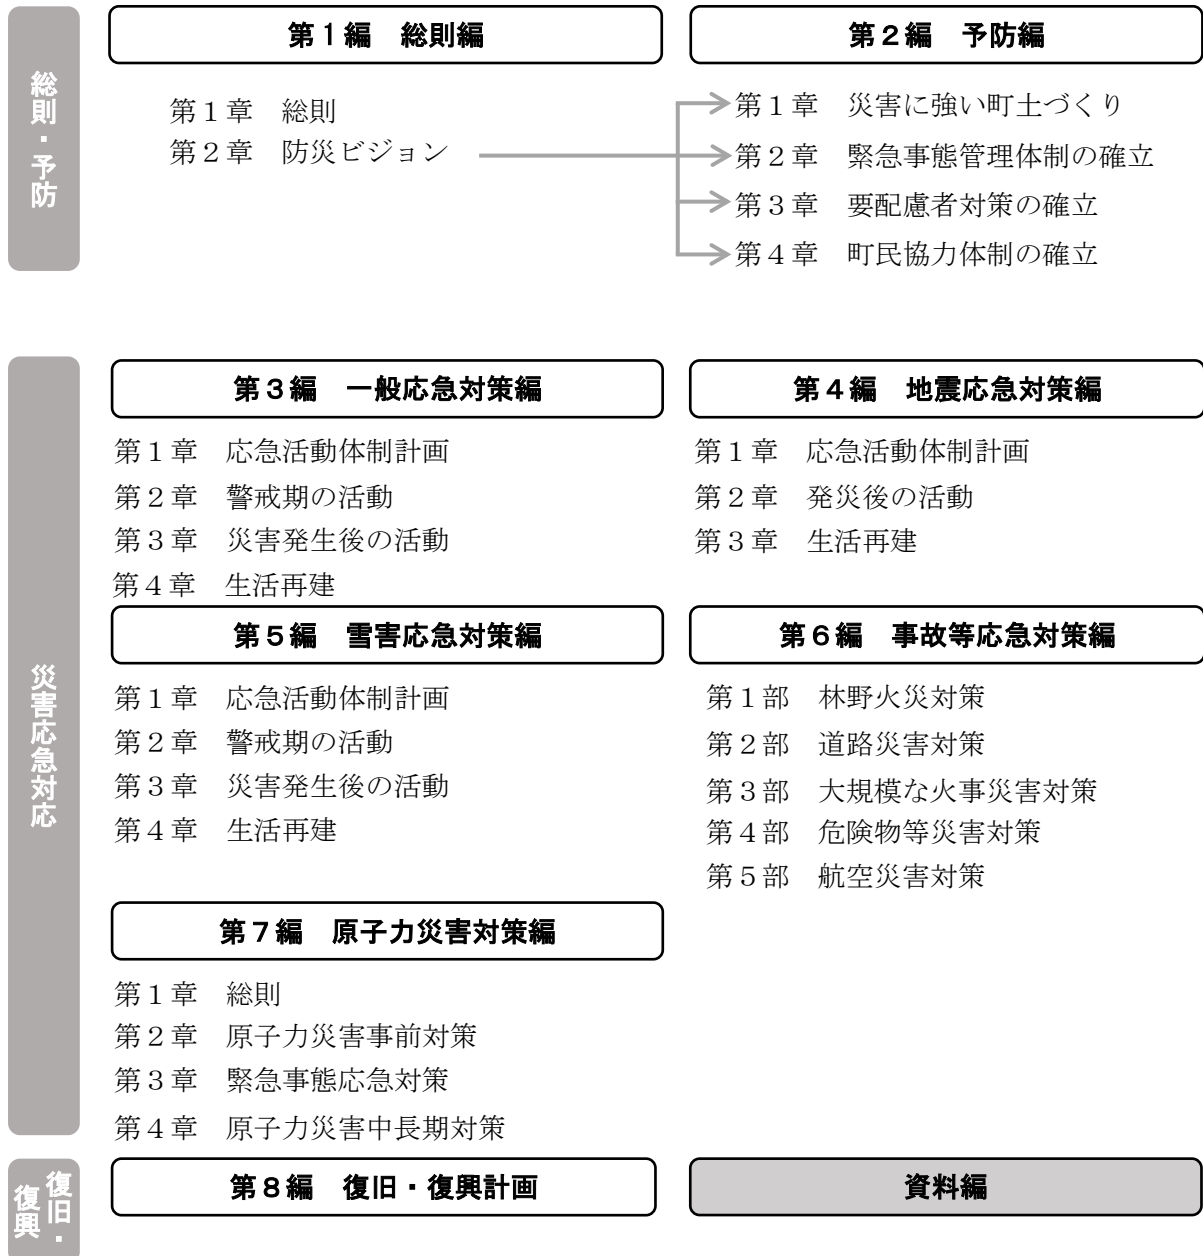 総則・予防
第１編　総則編
第１章　総則
第２章　防災ビジョン
第２編　予防編
第１章　災害に強い町土づくり
第２章　緊急事態管理体制の確立
第３章　要配慮者対策の確立
第４章　町民協力体制の確立
災害応急対応
第３編　一般応急対策編
第１章　応急活動体制計画
第２章　警戒期の活動
第３章　災害発生後の活動
第４章　生活再建
第４編　地震応急対策編
第１章　応急活動体制計画
第２章　発災後の活動
第３章　生活再建
第５編　雪害応急対策編
第１章　応急活動体制計画
第２章　警戒期の活動
第３章　災害発生後の活動
第４章　生活再建
第６編　事故等応急対策編
第１部　林野火災対策
第２部　道路災害対策
第３部　大規模な火事災害対策
第４部　危険物等災害対策
第５部　航空災害対策
第７編　原子力災害対策編
第１章　総則
第２章　原子力災害事前対策
第３章　緊急事態応急対策
第４章　原子力災害中長期対策
復旧・
復興
第８編　復旧・復興計画
資料編